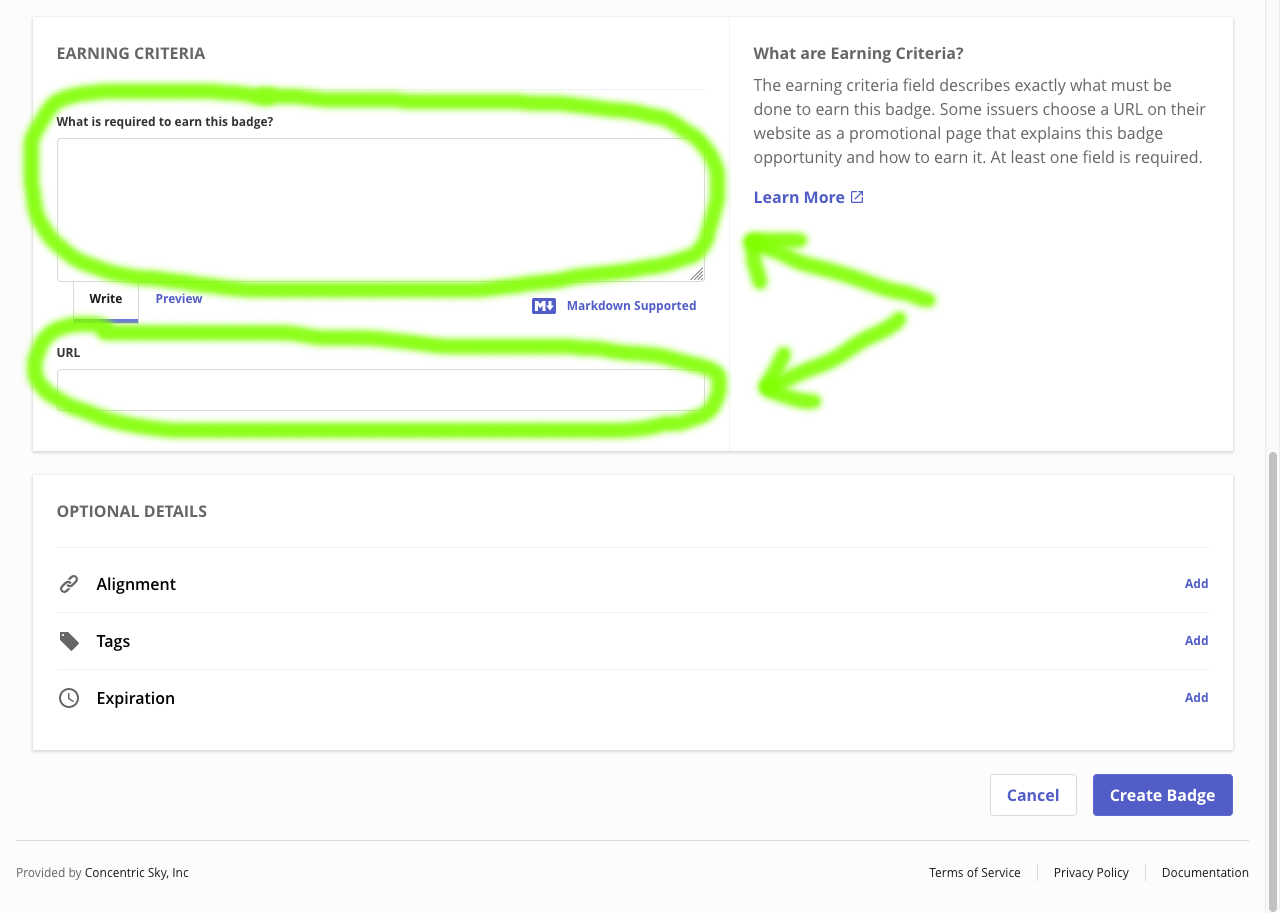 EARNING CRITERIA
What is required to earn this badge?
Write
Preview
M
Markdown Supported
URL
What are Earning Criteria?
The earning criteria field describes exactly what must be
done to earn this badge. Some issuers choose a URL on their
website as a promotional page that explains this badge
opportunity and how to earn it. At least one field is required.
Learn More
OPTIONAL DETAILS
Alignment Add
Tags Add
Expiration Add
Cancel Create Badge
Provided by Concentric Sky, Inc
Terms of Service Privacy Policy Documentation